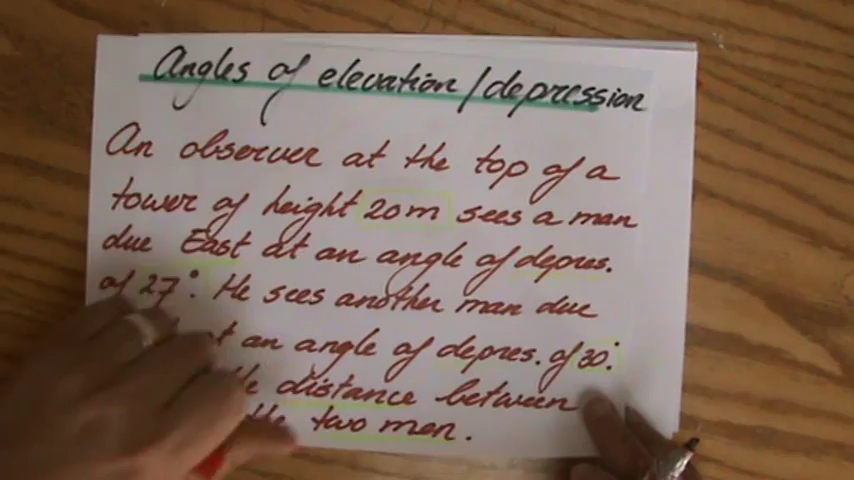 Angles of elevation/depression
An observer at the top of a
tower of height 20m sees a man
due East at an angle of depres.
of 27°. He sees another man due
at an angle of depres. of 30°.
distance between
the two men.